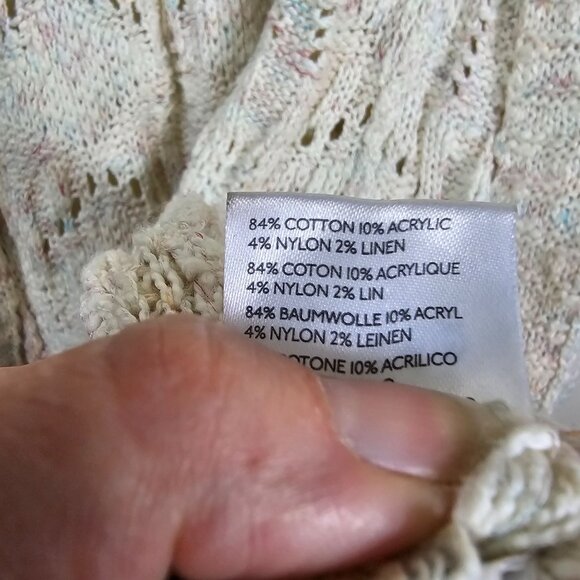 84% COTTON 10% ACRYLIC
4% NYLON 2% LINEN
84% COTON 10% ACRYLIQUE
4% NYLON 2% LIN
84% BAUMWOLLE 10% ACRYL
4% NYLON 2% LEINEN
10% ACRILICO